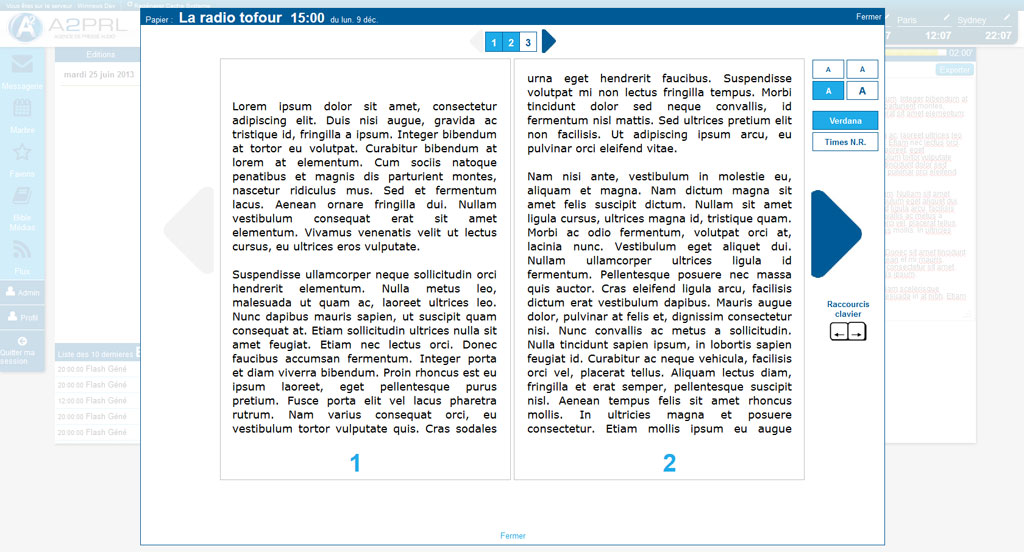 Vous êtes sur le serveur : Winnows Dev
Papier : La radio tofour 15:00 du lun. 9 déc.
Fermer
Paris
Sydney
12:07
22:07
A2PRL
AGENCE DE PRESSE AUDIO
1 2 3
Editions
02:00'
mardi 25 juin 2013
Exporter
Messagerie
Marlee
Favoris
Bible
Médias
Flux
Admin
Profil
Quitter ma
session
Lorem ipsum dolor sit amet, consectetur
adipiscing elit. Duis nisi augue, gravida ac
tristique id, fringilla a ipsum. Integer bibendum
at tortor eu volutpat. Curabitur bibendum at
lorem at elementum. Cum sociis natoque
penatibus et magnis dis parturient montes,
nascetur ridiculus mus. Sed et fermentum
lacus. Aenean ornare fringilla dui. Nullam
vestibulum consequat erat sit amet
elementum. Vivamus venenatis velit ut lectus
cursus, eu ultrices eros vulputate.
Suspendisse ullamcorper neque sollicitudin orci
hendrerit elementum. Nulla metus leo,
malesuada ut quam ac, laoreet ultrices leo.
Nunc dapibus mauris sapien, ut suscipit quam
consequat at. Etiam sollicitudin ultrices nulla sit
amet feugiat. Etiam nec lectus orci. Donec
faucibus accumsan fermentum. Integer porta
et diam viverra bibendum. Proin rhoncus est eu
ipsum laoreet, eget pellentesque purus
pretium. Fusce porta elit vel lacus pharetra
rutrum. Nam varius consequat orci, eu
vestibulum tortor vulputate quis. Cras sodales
1
urna eget hendrerit faucibus. Suspendisse
volutpat mi non lectus fringilla tempus. Morbi
tincidunt dolor sed neque convallis, id
fermentum nisl mattis. Sed ultrices pretium elit
non facilisis. Ut adipiscing ipsum arcu, eu
pulvinar orci eleifend vitae.
Nam nisi ante, vestibulum in molestie eu,
aliquam et magna. Nam dictum magna sit
amet felis suscipit dictum. Nullam sit amet
ligula cursus, ultrices magna id, tristique quam.
Morbi ac odio fermentum, volutpat orci at,
lacinia nunc. Vestibulum eget aliquet dui.
Nullam ullamcorper ultrices ligula id
fermentum. Pellentesque posuere nec massa
quis auctor. Cras eleifend ligula arcu, facilisis
dictum erat vestibulum dapibus. Mauris augue
dolor, pulvinar at felis et, dignissim consectetur
nisi. Nunc convallis ac metus a sollicitudin.
Nulla tincidunt sapien ipsum, in lobortis sapien
feugiat id. Curabitur ac neque vehicula, facilisis
orci vel, placerat tellus. Aliquam lectus diam,
fringilla et erat semper, pellentesque suscipit
nisl. Aenean tempus felis sit amet rhoncus
mollis. In ultricies magna et posuere
consectetur. Etiam mollis ipsum eu augue
2
A A
A A
Verdana
Times N.R.
Raccourcis
clavier
Liste des 10 dernières
20:00:00 Flash Géné
20:00:00 Flash Géné
12:00:00 Flash Géné
20:00:00 Flash Géné
20:00:00 Flash Géné
Fermer